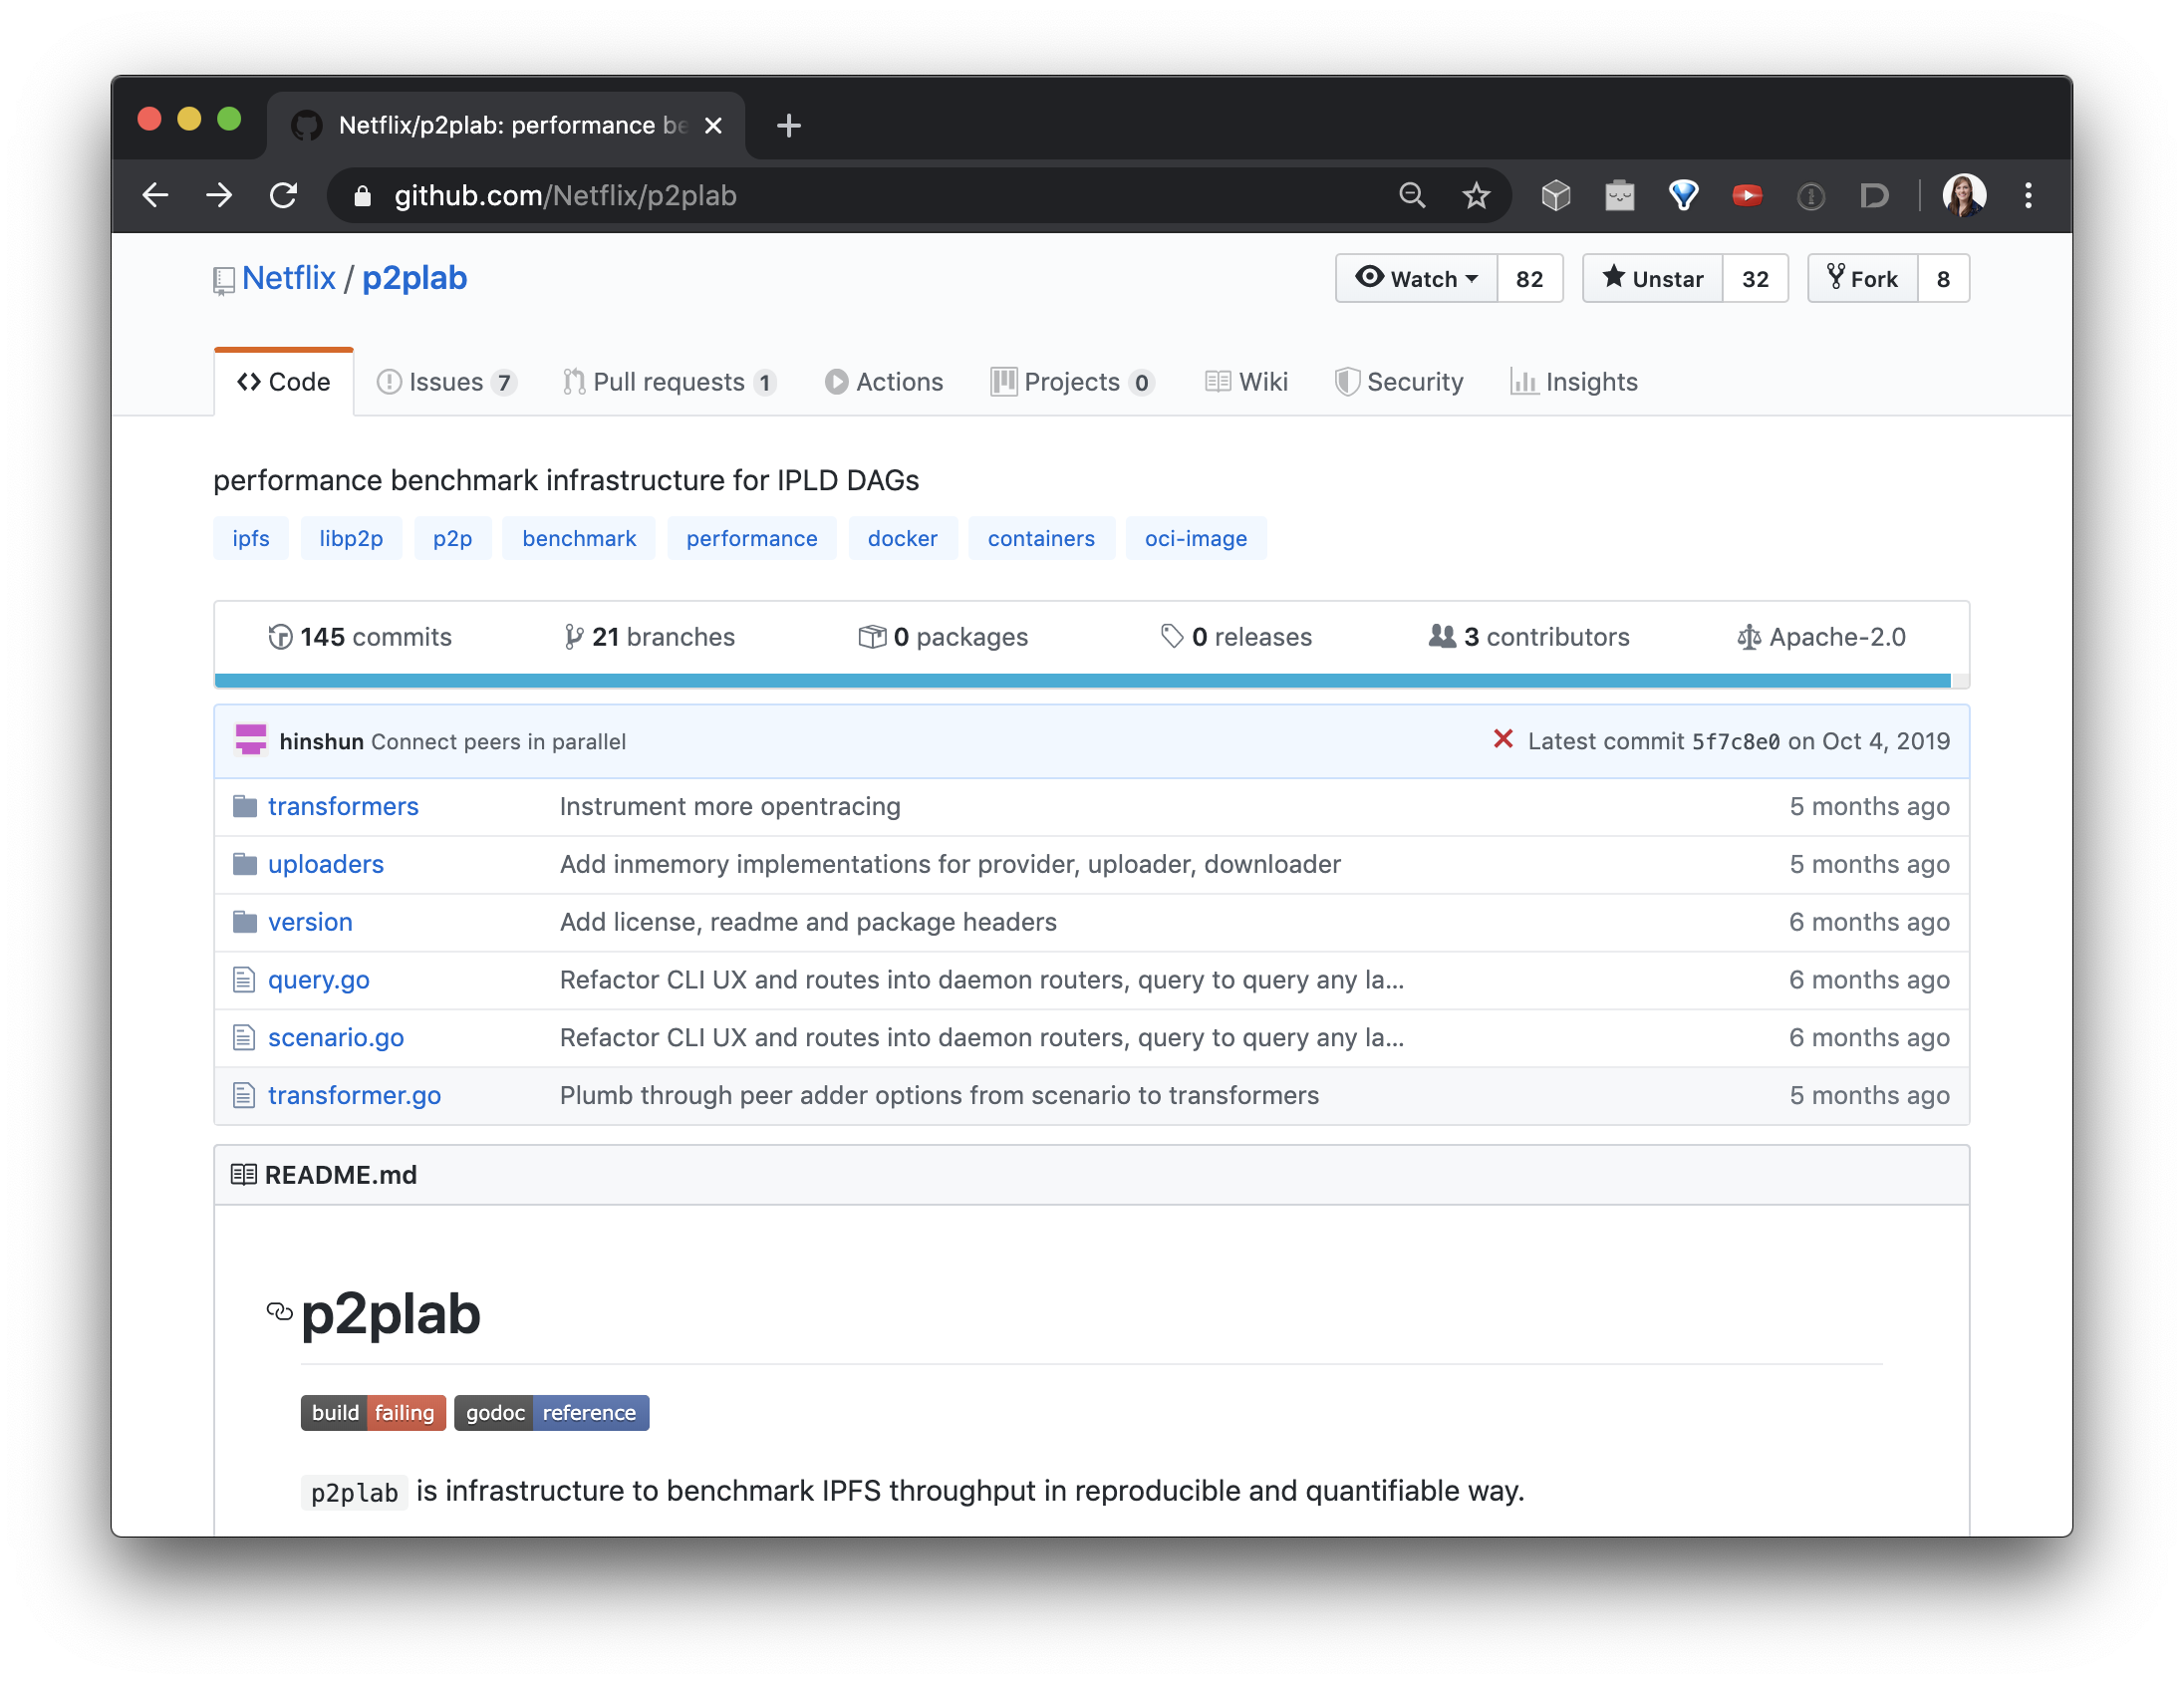 Netflix/p2plab: performance be
github.com/Netflix/p2plab
Netflix / p2plab
Watch 82 Unstar 32 Fork 8
Code Issues 7 Pull requests 1 Actions Projects 0 Wiki Security Insights
performance benchmark infrastructure for IPLD DAGs
ipfs libp2p p2p benchmark performance docker containers oci-image
145 commits 21 branches 0 packages 0 releases 3 contributors Apache-2.0
hinshun Connect peers in parallel Latest commit 5f7c8e0 on Oct 4, 2019
transformers Instrument more opentracing 5 months ago
uploaders Add inmemory implementations for provider, uploader, downloader 5 months ago
version Add license, readme and package headers 6 months ago
query.go Refactor CLI UX and routes into daemon routers, query to query any la... 6 months ago
scenario.go Refactor CLI UX and routes into daemon routers, query to query any la... 6 months ago
transformer.go Plumb through peer adder options from scenario to transformers 5 months ago
README.md
p2plab
build failing godoc reference
p2plab is infrastructure to benchmark IPFS throughput in reproducible and quantifiable way.